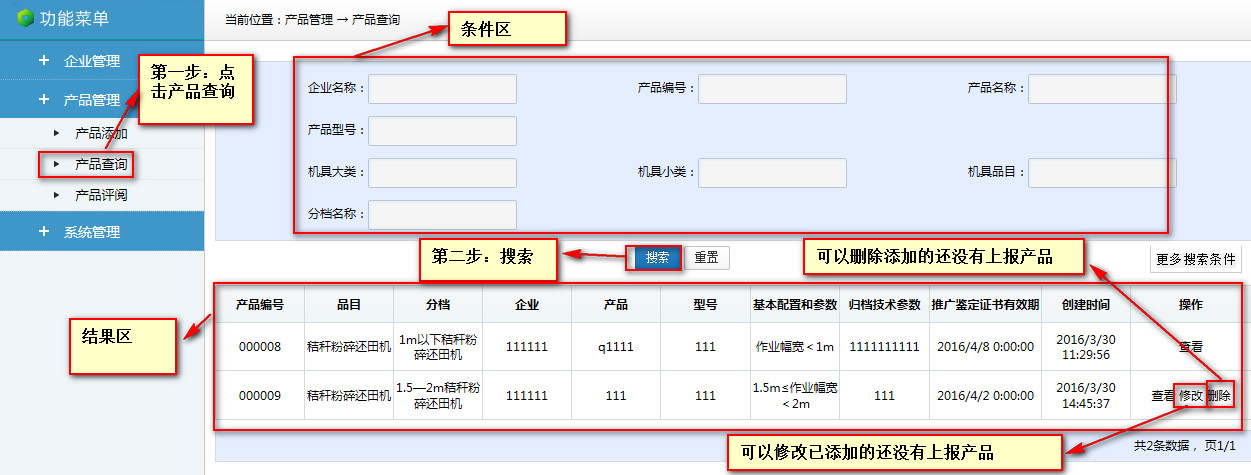 功能菜单
企业管理
产品管理
产品添加
产品查询
产品评阅
系统管理
当前位置：产品管理 → 产品查询
条件区
第一步：点
击产品查询
企业名称：
产品编号：
产品名称：
产品型号：
机具大类：
机具小类：
机具品目：
分档名称：
第二步：搜索
搜索
重置
可以删除添加的还没有上报产品
更多搜索条件
结果区
产品编号 品目 分档 企业 产品 型号 基本配置和参数 归档技术参数 推广鉴定证书有效期 创建时间 操作
000008 秸秆粉碎还田机 1m以下秸秆粉碎还田机 111111 q1111 111 作业幅宽＜1m 1111111111 2016/4/8 0:00:00 2016/3/30 11:29:56 查看
000009 秸秆粉碎还田机 1.5—2m秸秆粉碎还田机 111111 111 111 1.5m≤作业幅宽＜2m 111 2016/4/2 0:00:00 2016/3/30 14:45:37 查看 修改 删除
可以修改已添加的还没有上报产品
共2条数据， 页1/1